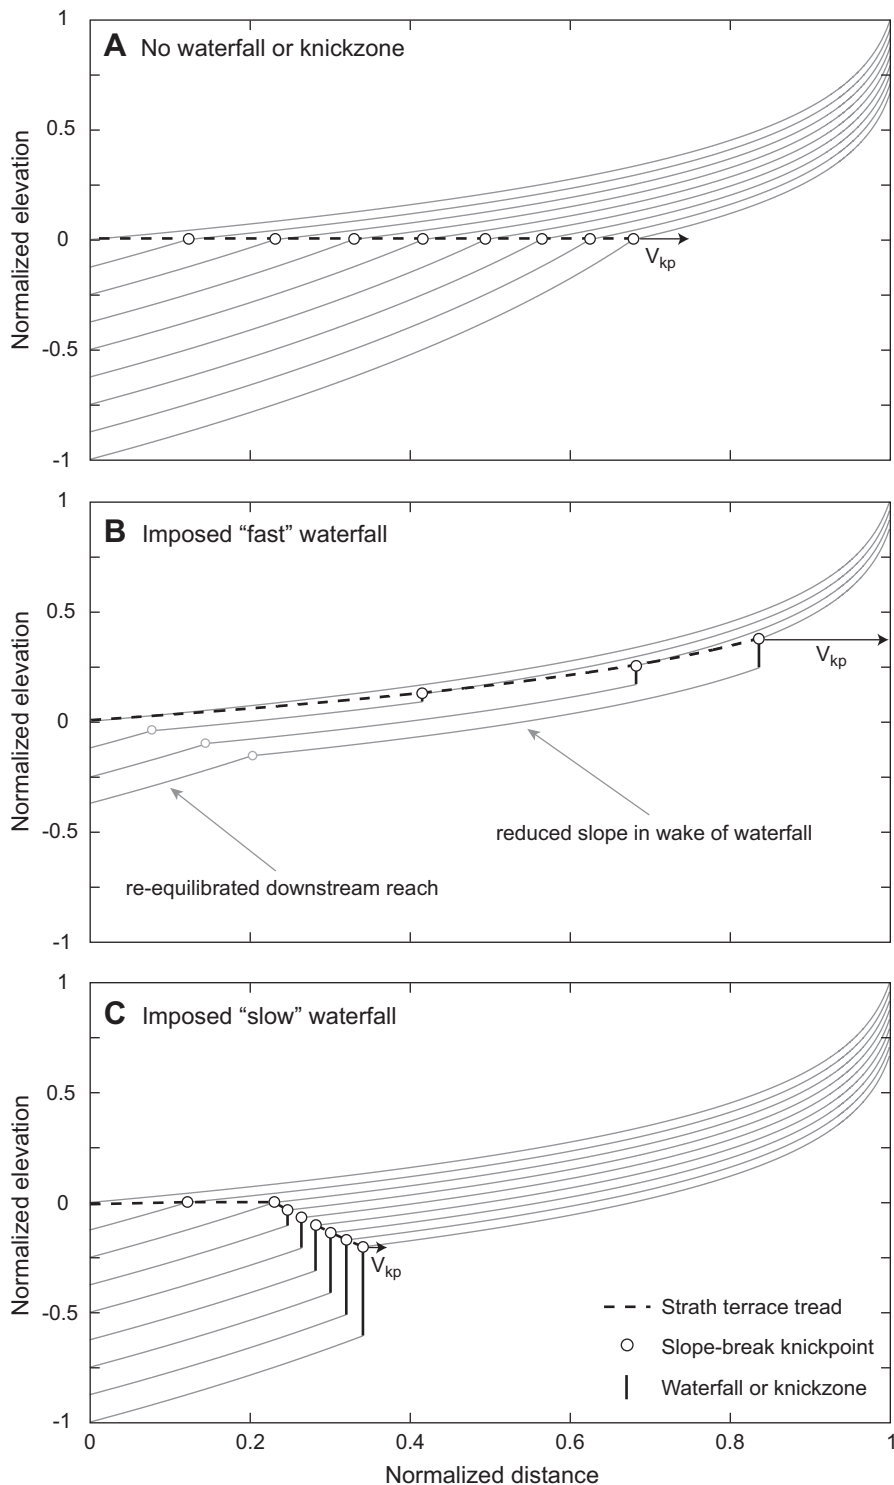 A No waterfall or knickzone
1
0.5
0
-0.5
-1
Normalized elevation
V_kp
B Imposed “fast” waterfall
1
0.5
0
-0.5
-1
Normalized elevation
V_kp
reduced slope in wake of waterfall
re-equilibrated downstream reach
C Imposed “slow” waterfall
1
0.5
0
-0.5
-1
Normalized elevation
V_kp
Strath terrace tread
Slope-break knickpoint
Waterfall or knickzone
0 0.2 0.4 0.6 0.8 1
Normalized distance